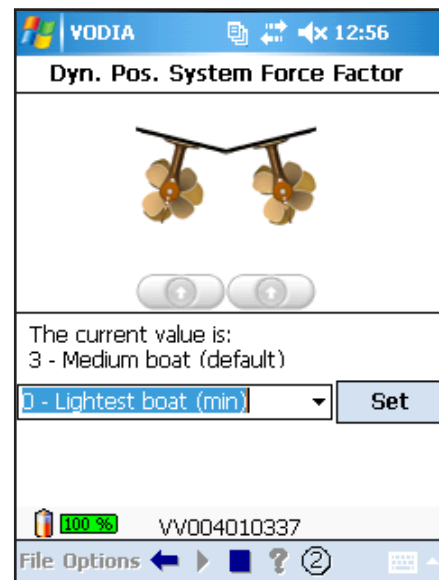 VODIA 12:56
Dyn. Pos. System Force Factor
The current value is:
3 - Medium boat (default)
0 - Lightest boat (min) Set
100 % VV004010337
File Options ? 2